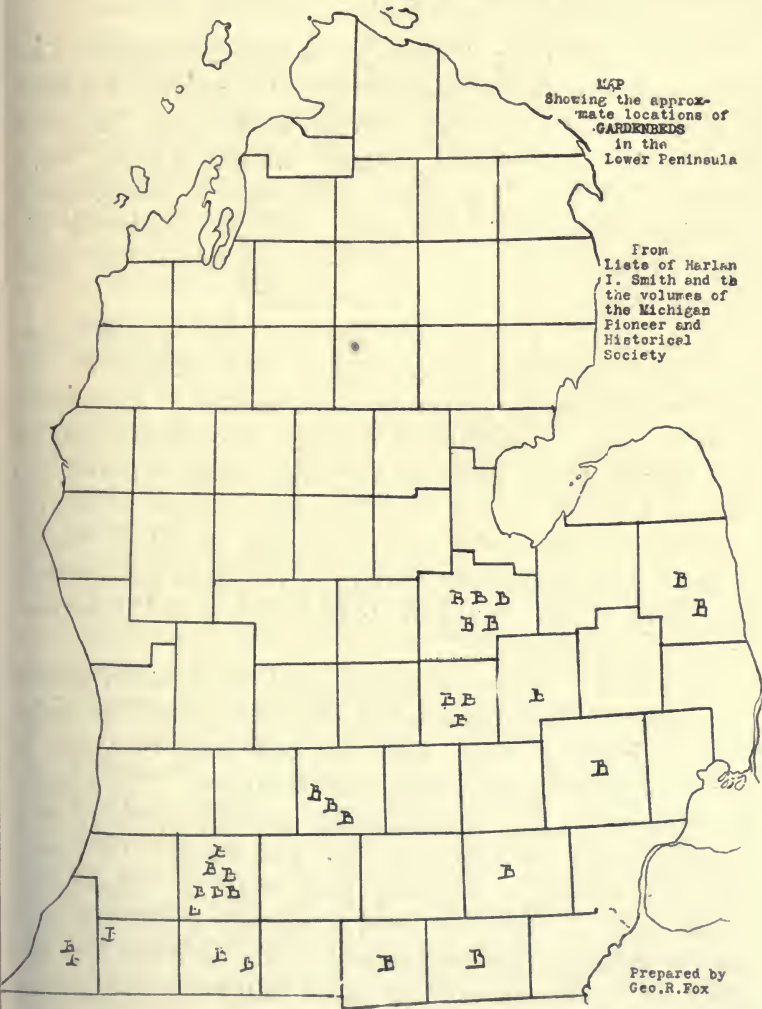 MAP
Showing the approx-
mate locations of
GARDENBEDS
in the
Lower Peninsula
From
Lists of Harlan
I. Smith and th
the volumes of
the Michigan
Pioneer and
Historical
Society
B B
B B B
B B
B B
B
B
B
B
B
B
B
B
B B
B B B
B
B
B
B
B
B B
B
B
Prepared by
Geo.R.Fox